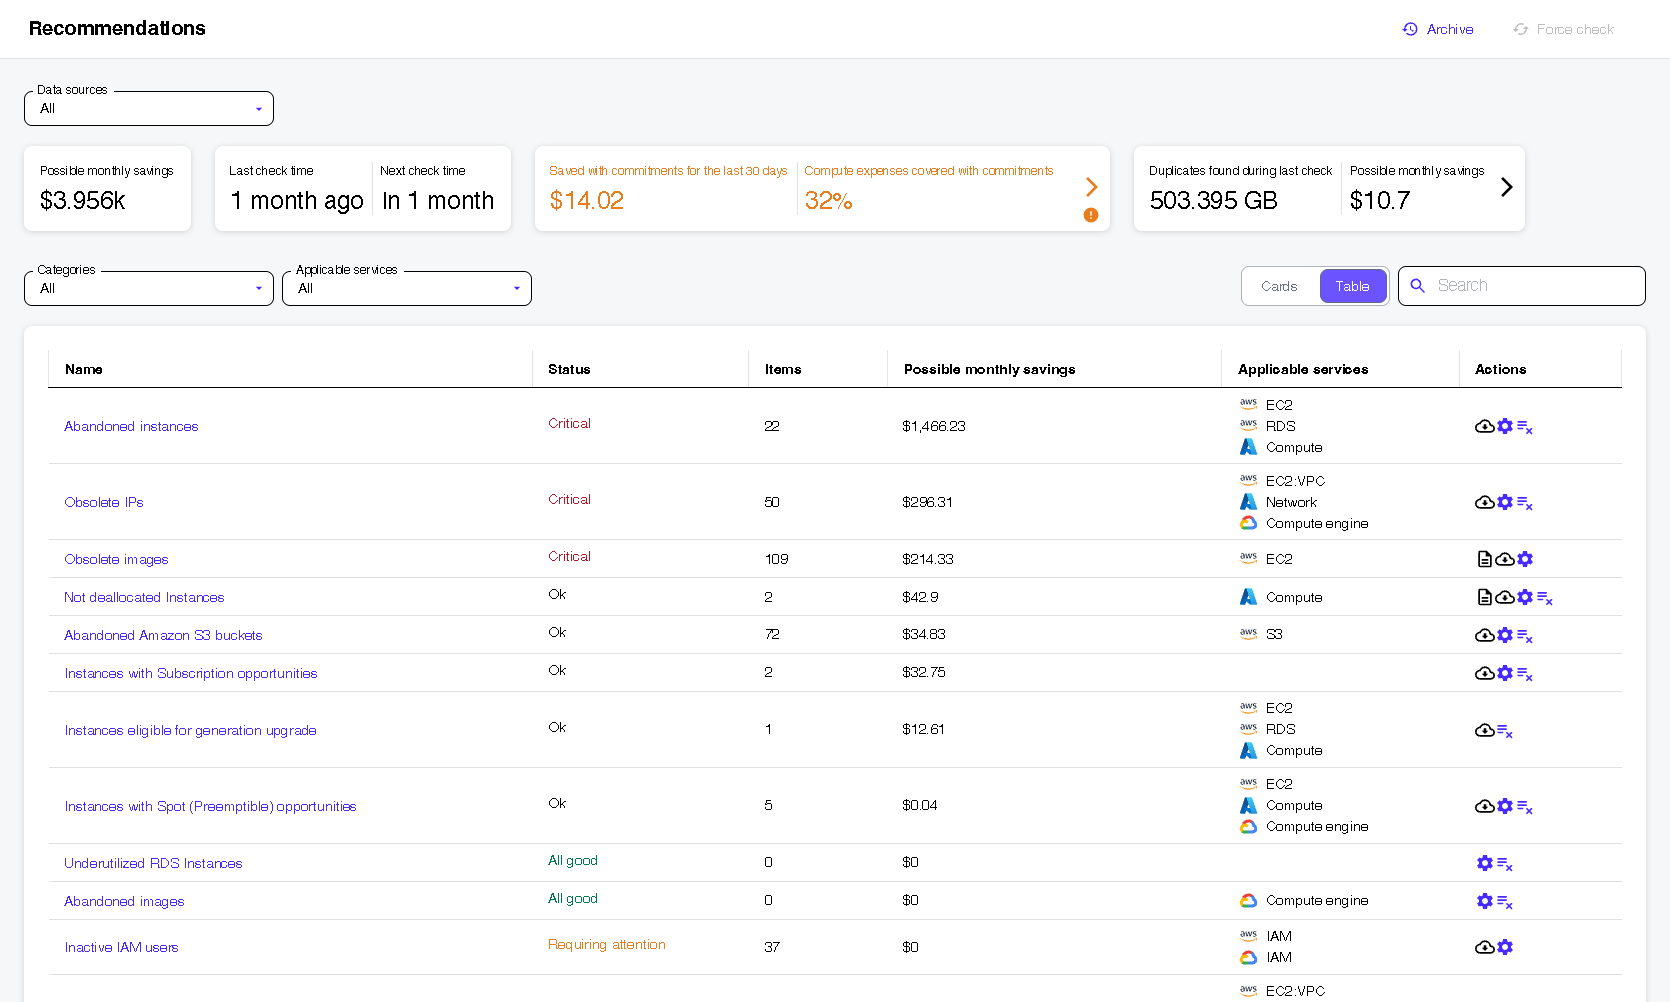 Recommendations
Archive
Force check
Data sources
All
Possible monthly savings
$3.956k
Last check time
1 month ago
Next check time
In 1 month
Saved with commitments for the last 30 days
$14.02
Compute expenses covered with commitments
32%
Duplicates found during last check
503.395 GB
Possible monthly savings
$10.7
Categories
All
Applicable services
All
Cards
Table
Search
Name Status Items Possible monthly savings Applicable services Actions
Abandoned instances Critical 22 $1,466.23
aws EC2
aws RDS
Compute
Obsolete IPs Critical 50 $296.31
aws EC2:VPC
Network
Compute engine
Obsolete images Critical 109 $214.33 aws EC2
Not deallocated Instances Ok 2 $42.9 Compute
Abandoned Amazon S3 buckets Ok 72 $34.83 aws S3
Instances with Subscription opportunities Ok 2 $32.75
Instances eligible for generation upgrade Ok 1 $12.61
aws EC2
aws RDS
Compute
Instances with Spot (Preemptible) opportunities Ok 5 $0.04
aws EC2
Compute
Compute engine
Underutilized RDS Instances All good 0 $0
Abandoned images All good 0 $0 Compute engine
Inactive IAM users Requiring attention 37 $0
aws IAM
IAM
aws EC2:VPC